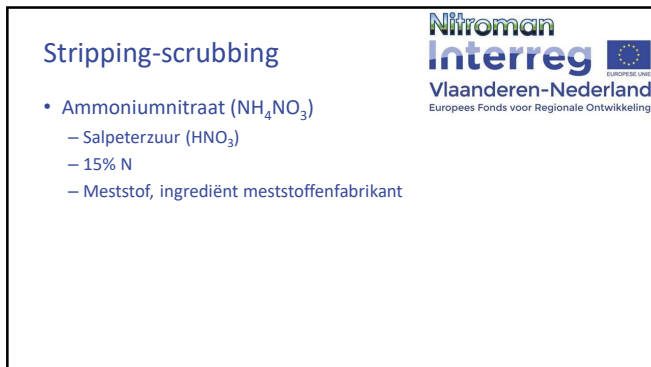 Stripping-scrubbing
Nitroman
Interreg
EUROPESE UNIE
Vlaanderen-Nederland
Europees Fonds voor Regionale Ontwikkeling
• Ammoniumnitraat (NH₄NO₃)
– Salpeterzuur (HNO₃)
– 15% N
– Meststof, ingrediënt meststoffenfabrikant